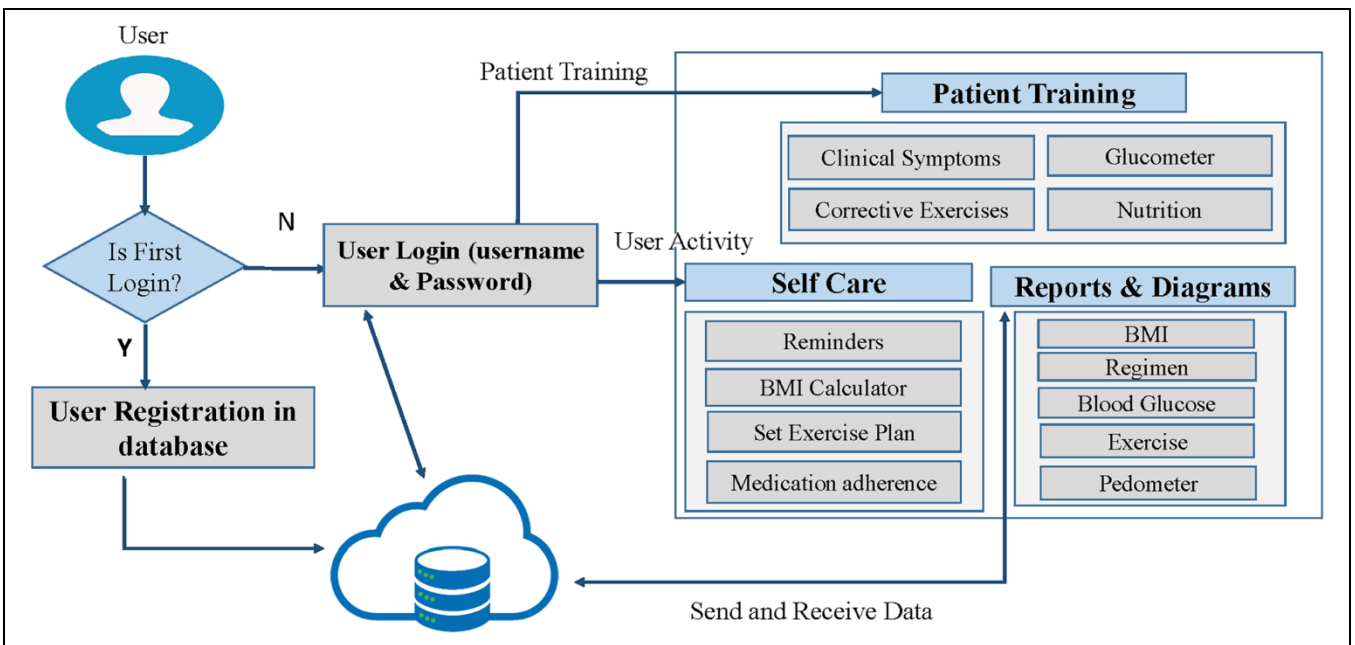 User
Patient Training
Patient Training
Clinical Symptoms
Glucometer
Corrective Exercises
Nutrition
Is First
Login?
N
User Login (username
& Password)
User Activity
Self Care
Reports & Diagrams
Reminders
BMI Calculator
Set Exercise Plan
Medication adherence
BMI
Regimen
Blood Glucose
Exercise
Pedometer
Y
User Registration in
database
Send and Receive Data